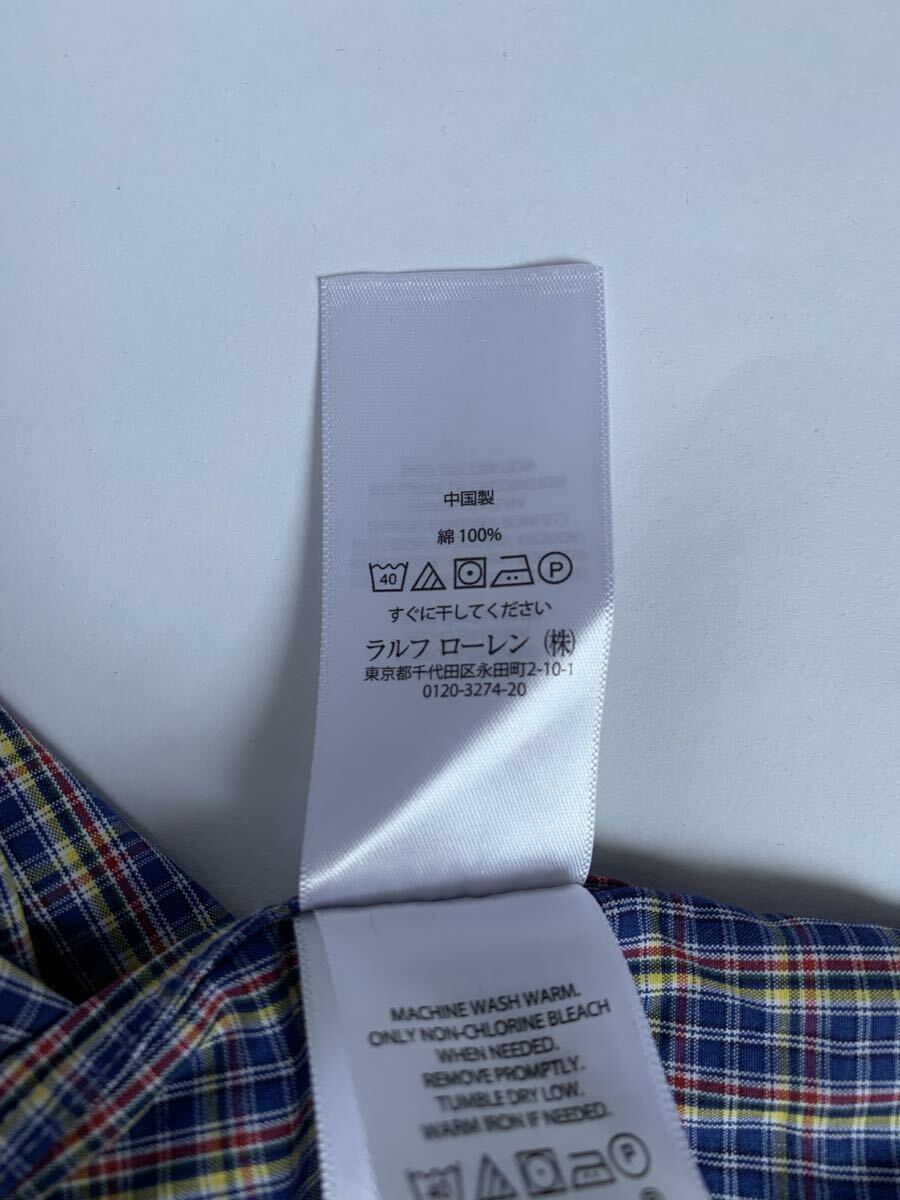 中国製
綿 100%
40 P
すぐに干してください
ラルフ ローレン (株)
東京都千代田区永田町2-10-1
0120-3274-20
MACHINE WASH WARM.
ONLY NON-CHLORINE BLEACH
WHEN NEEDED.
REMOVE PROMPTLY.
TUMBLE DRY LOW.
WARM IRON IF NEEDED.
40 P